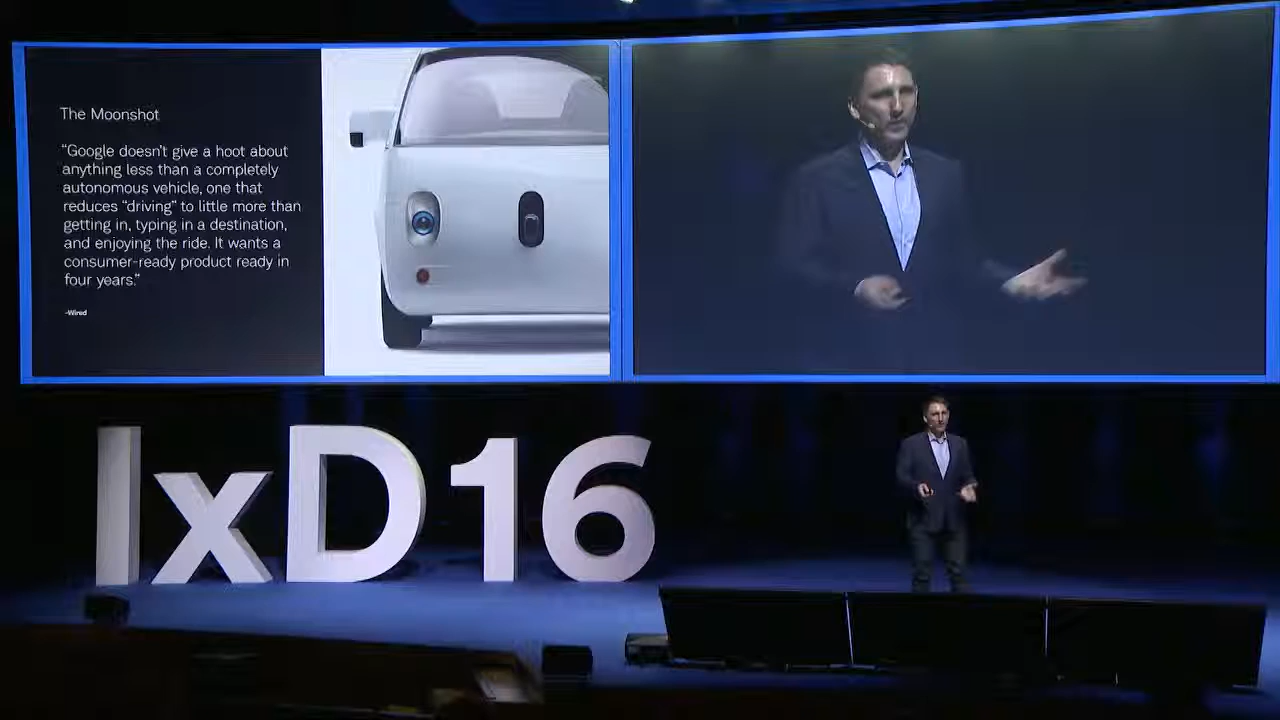 The Moonshot
“Google doesn’t give a hoot about
anything less than a completely
autonomous vehicle, one that
reduces “driving” to little more than
getting in, typing in a destination,
and enjoying the ride. It wants a
consumer-ready product ready in
four years.”
-Wired
IxD16